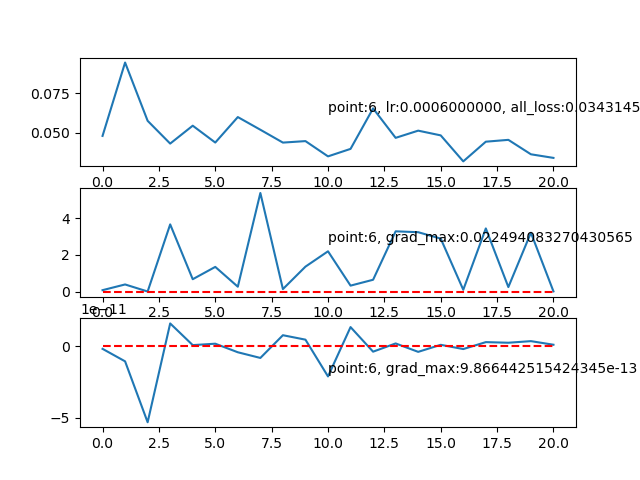 0.075
point:6, lr:0.0006000000, all_loss:0.0343145
0.050
0.0 2.5 5.0 7.5 10.0 12.5 15.0 17.5 20.0
4
point:6, grad_max:0.022494083270430565
2
0
0.0 2.5 5.0 7.5 10.0 12.5 15.0 17.5 20.0
1e−11
0
point:6, grad_max:9.866442515424345e-13
−5
0.0 2.5 5.0 7.5 10.0 12.5 15.0 17.5 20.0